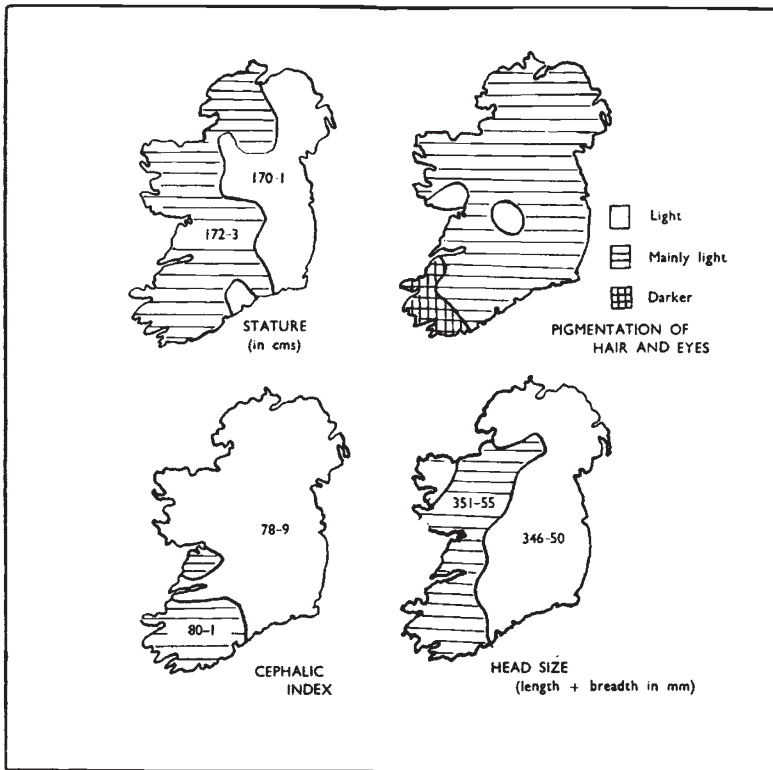 170-1
172-3
STATURE
(in cms)
Light
Mainly light
Darker
PIGMENTATION OF
HAIR AND EYES
78-9
80-1
CEPHALIC
INDEX
351-55
346-50
HEAD SIZE
(length + breadth in mm)